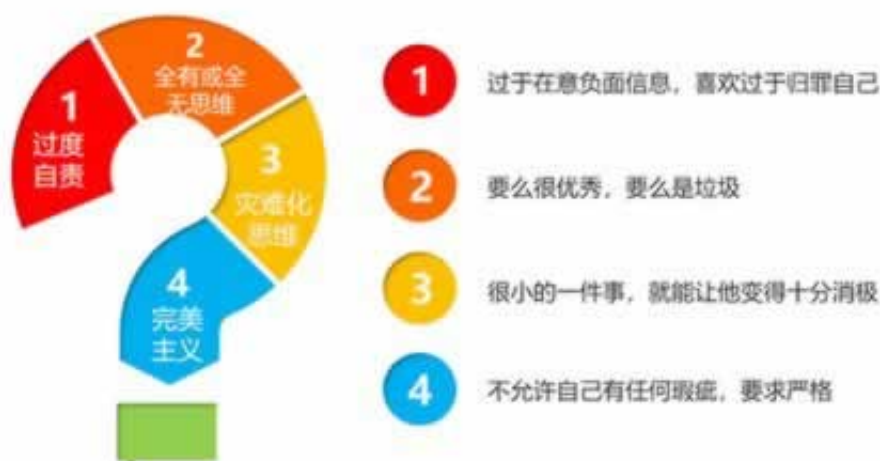 1
过度
自责
2
全有或全
无思维
3
灾难化
思维
4
完美
主义
1 过于在意负面信息，喜欢过于归罪自己
2 要么很优秀，要么是垃圾
3 很小的一件事，就能让他变得十分消极
4 不允许自己有任何瑕疵，要求严格